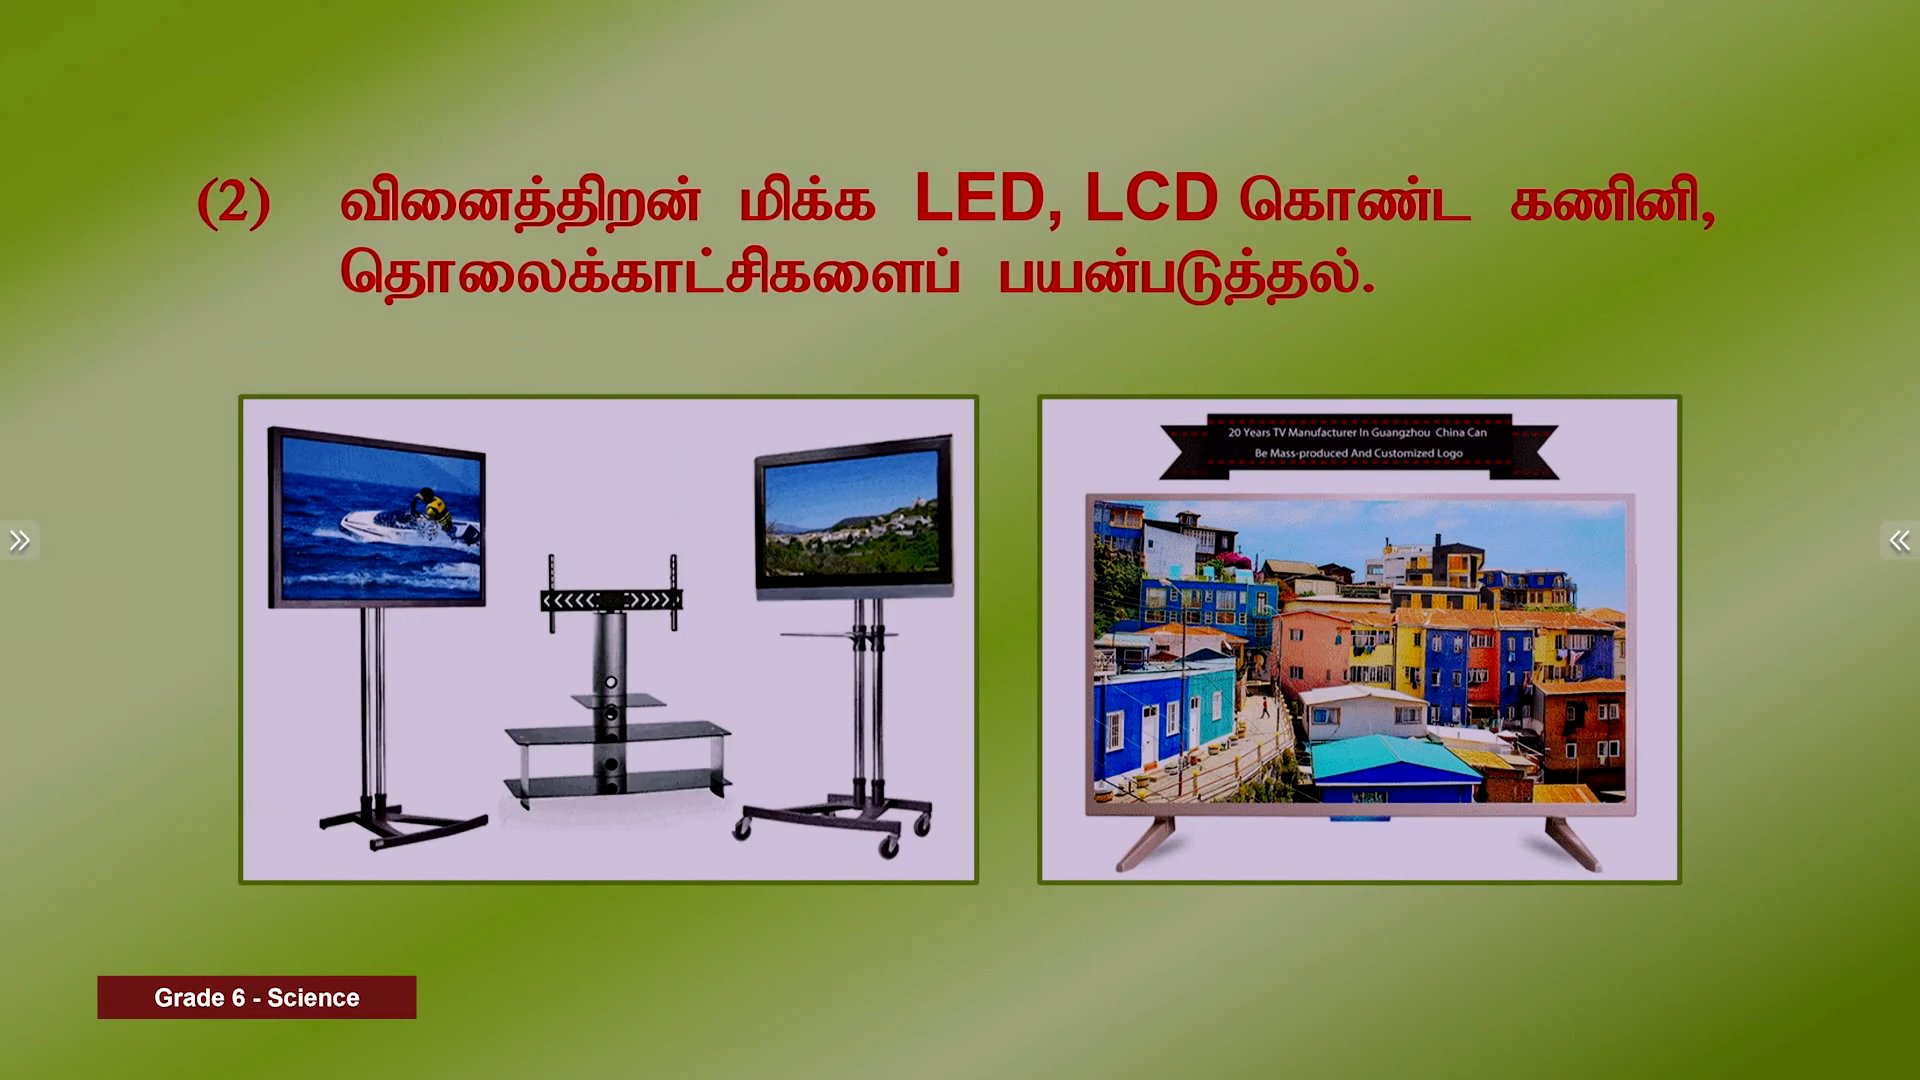 (2) வினைத்திறன் மிக்க LED, LCD கொண்ட கணினி,
தொலைக்காட்சிகளைப் பயன்படுத்தல்.
20 Years TV Manufacturer In Guangzhou China Can
Be Mass-produced And Customized Logo
Grade 6 - Science